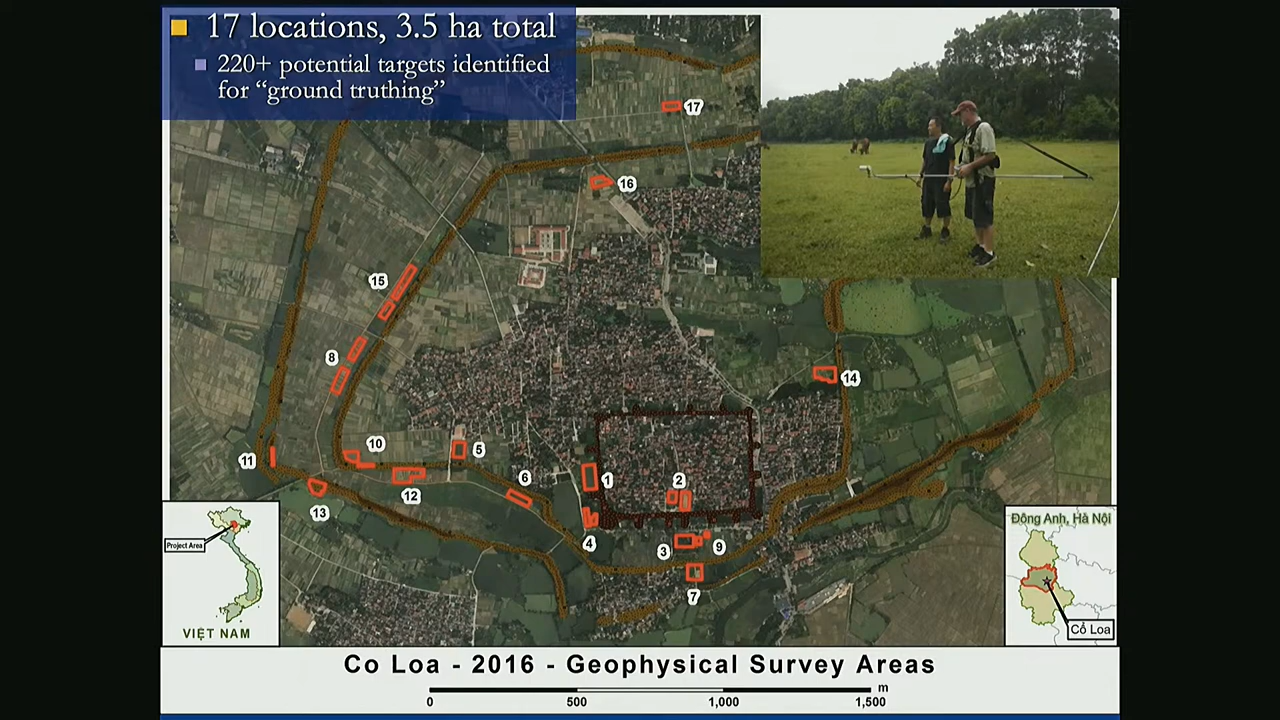 17 locations, 3.5 ha total
220+ potential targets identified
for “ground truthing”
17
16
15
8
14
10
5
11
6
1
2
12
13
4
3
9
7
Project Area
VIỆT NAM
Đông Anh, Hà Nội
Cổ Loa
Co Loa - 2016 - Geophysical Survey Areas
m
0
500
1,000
1,500